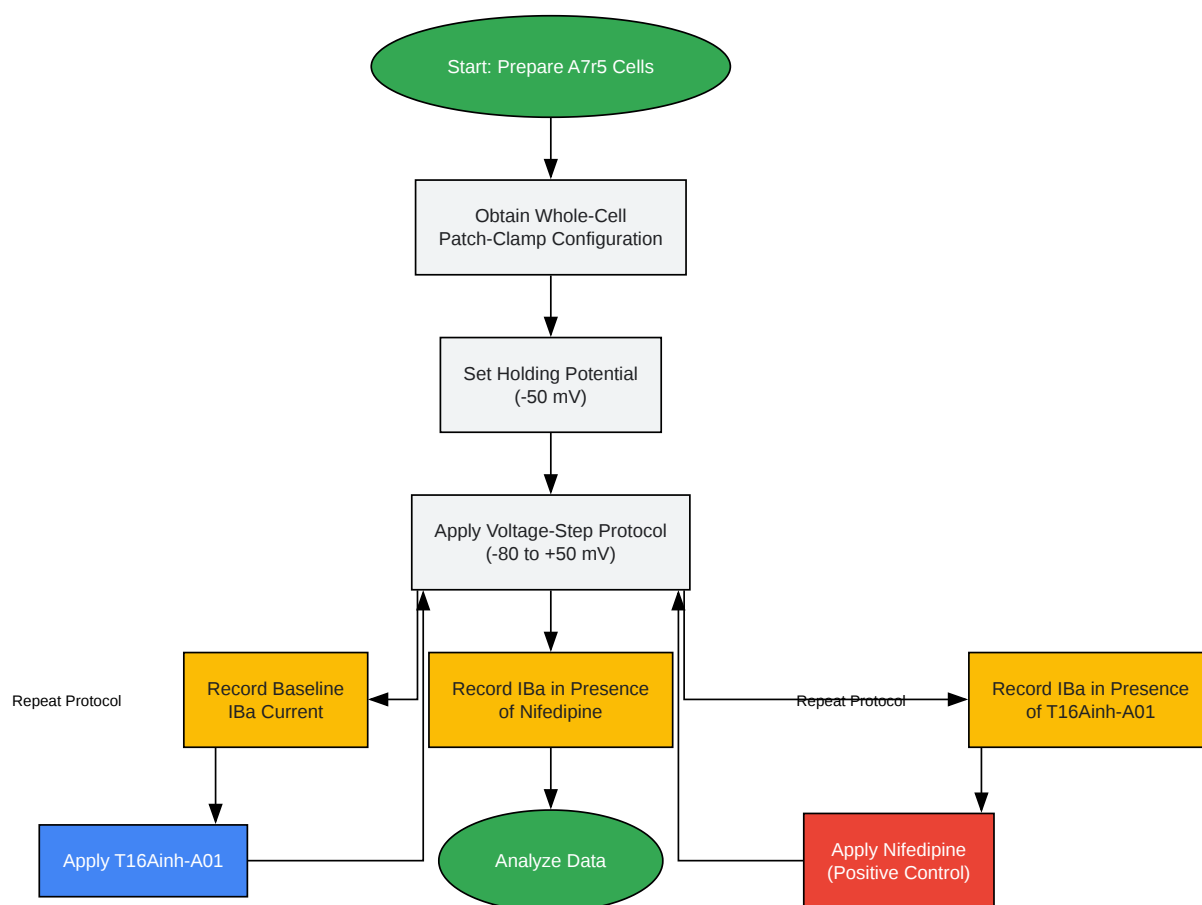 Start: Prepare A7r5 Cells
Obtain Whole-Cell
Patch-Clamp Configuration
Set Holding Potential
(-50 mV)
Apply Voltage-Step Protocol
(-80 to +50 mV)
Repeat Protocol
Record Baseline
IBa Current
Record IBa in Presence
of Nifedipine
Repeat Protocol
Record IBa in Presence
of T16Ainh-A01
Apply T16Ainh-A01
Analyze Data
Apply Nifedipine
(Positive Control)